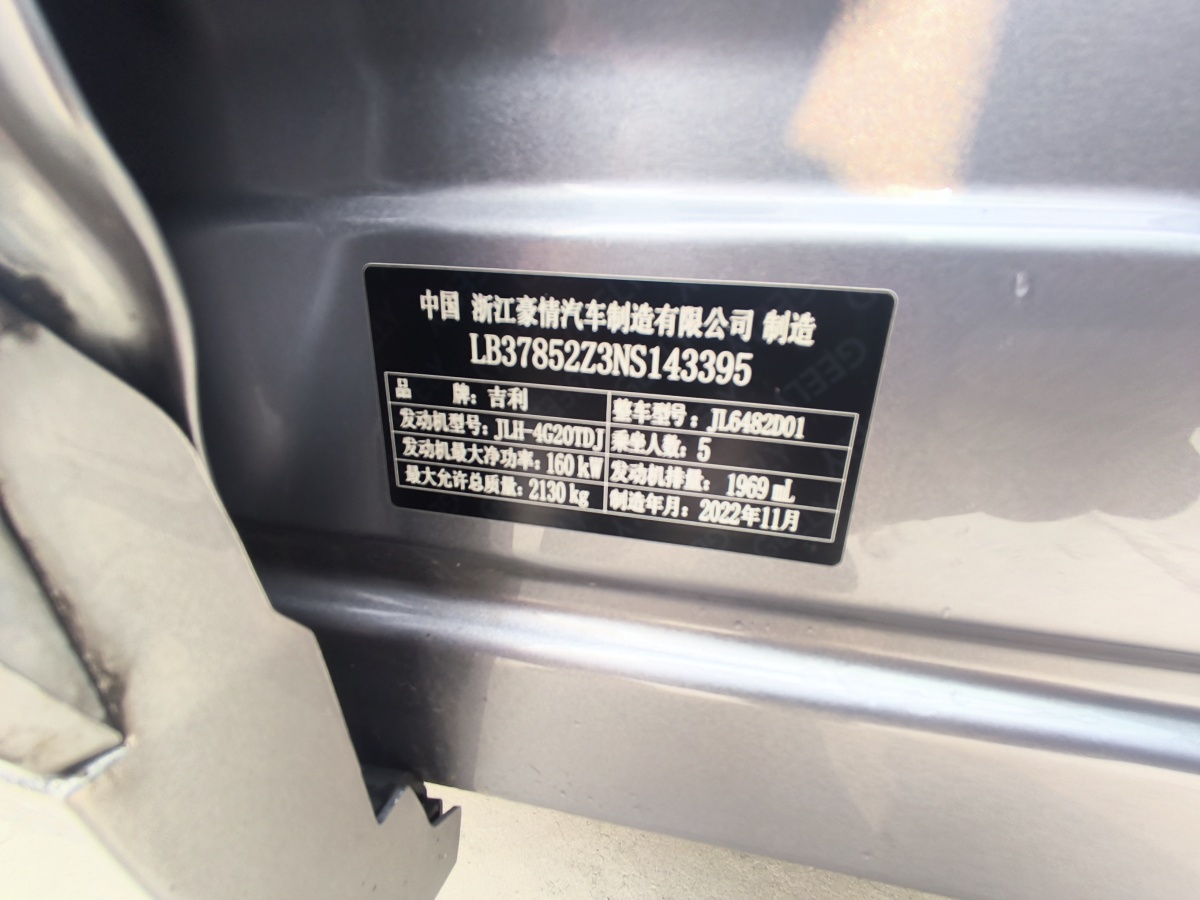 中国 浙江豪情汽车制造有限公司 制造
LB37852Z3NS143395
品 牌：吉利 整车型号：JL6482D01
发动机型号：JLH-4G20TDJ 乘坐人数：5
发动机最大净功率：160 kW 发动机排量：1969 mL
最大允许总质量：2130 kg 制造年月：2022年11月